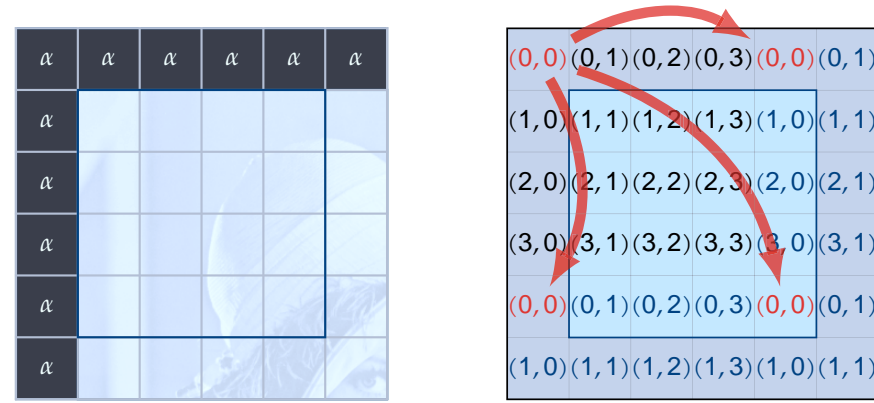 α α α α α α
α
α
α
α
α
(0,0)(0,1)(0,2)(0,3)(0,0)(0,1)
(1,0)(1,1)(1,2)(1,3)(1,0)(1,1)
(2,0)(2,1)(2,2)(2,3)(2,0)(2,1)
(3,0)(3,1)(3,2)(3,3)(3,0)(3,1)
(0,0)(0,1)(0,2)(0,3)(0,0)(0,1)
(1,0)(1,1)(1,2)(1,3)(1,0)(1,1)